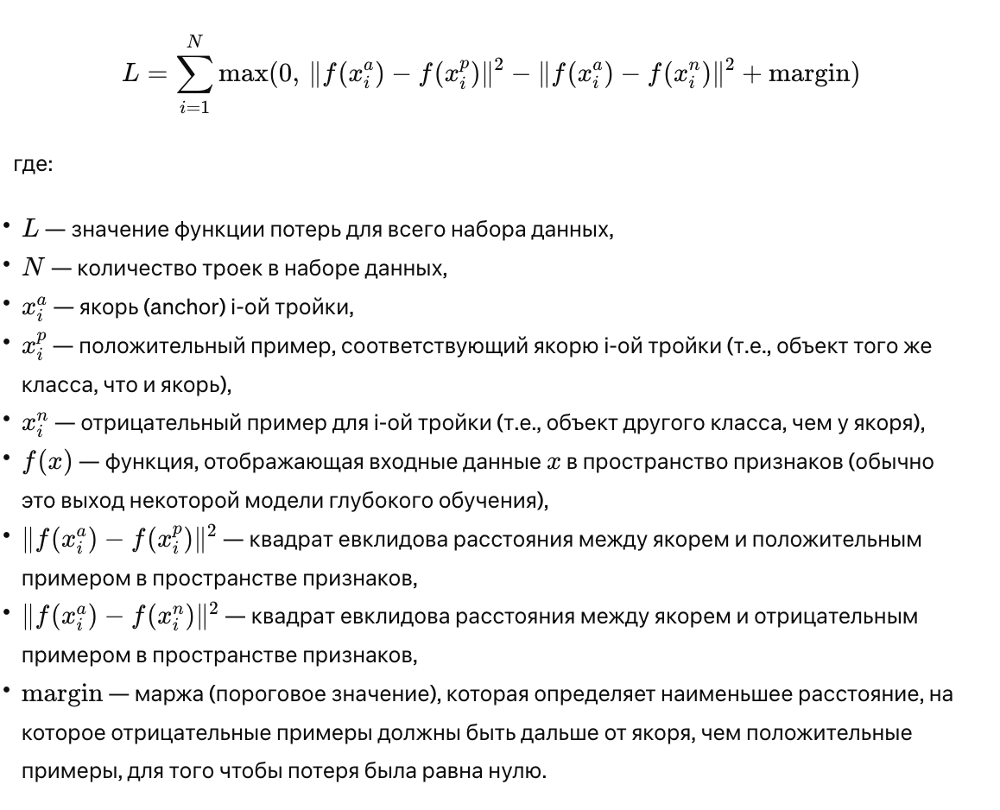 L = \sum_{i=1}^{N} max(0, ‖f(x_i^a) − f(x_i^p)‖² − ‖f(x_i^a) − f(x_i^n)‖² + margin)
где:
• L — значение функции потерь для всего набора данных,
• N — количество троек в наборе данных,
• x_i^a — якорь (anchor) i-ой тройки,
• x_i^p — положительный пример, соответствующий якорю i-ой тройки (т.е., объект того же
класса, что и якорь),
• x_i^n — отрицательный пример для i-ой тройки (т.е., объект другого класса, чем у якоря),
• f(x) — функция, отображающая входные данные x в пространство признаков (обычно
это выход некоторой модели глубокого обучения),
• ‖f(x_i^a) − f(x_i^p)‖² — квадрат евклидова расстояния между якорем и положительным
примером в пространстве признаков,
• ‖f(x_i^a) − f(x_i^n)‖² — квадрат евклидова расстояния между якорем и отрицательным
примером в пространстве признаков,
• margin — маржа (пороговое значение), которая определяет наименьшее расстояние, на
которое отрицательные примеры должны быть дальше от якоря, чем положительные
примеры, для того чтобы потеря была равна нулю.